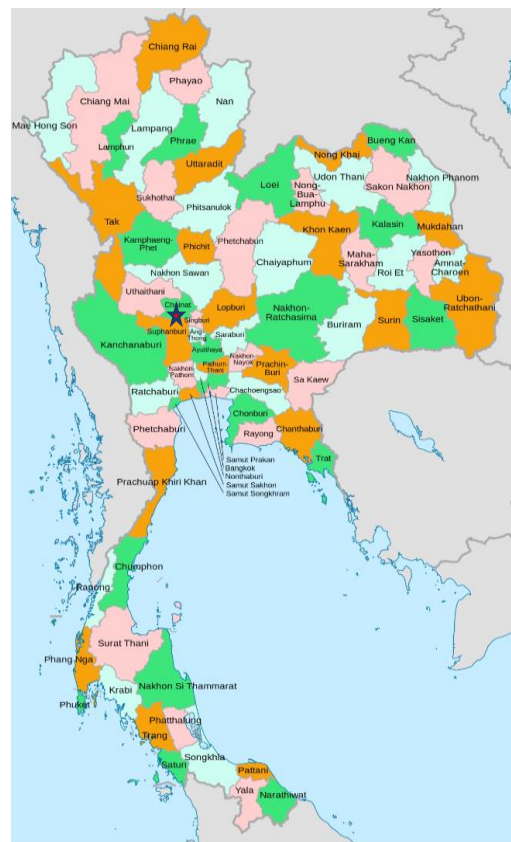 Chiang Rai
Phayao
Nan
Chiang Mai
Mae Hong Son
Lampang
Phrae
Lamphun
Uttaradit
Bueng Kan
Nong Khai
Loei
Udon Thani
Nakhon Phanom
Nong-
Bua-
Lamphu
Sakon Nakhon
Sukhothai
Phitsanulok
Tak
Kamphaeng-
Phet
Phichit
Phetchabun
Khon Kaen
Kalasin
Mukdahan
Maha-
Sarakham
Roi Et
Yasothon
Amnat-
Charoen
Nakhon Sawan
Chaiyaphum
Uthaithani
Chainat
Singburi
Lopburi
Nakhon-
Ratchasima
Buriram
Surin
Sisaket
Ubon-
Ratchathani
Suphanburi
Ang-
Thong
Saraburi
Kanchanaburi
Ayutthaya
Nakhon-
Nayok
Pathum-
Thani
Prachin-
Buri
Nakhon-
Pathom
Sa Kaew
Ratchaburi
Chachoengsao
Chonburi
Phetchaburi
Rayong
Chanthaburi
Trat
Samut Prakan
Bangkok
Nonthaburi
Samut Sakhon
Samut Songkhram
Prachuap Khiri Khan
Chumphon
Ranong
Surat Thani
Phang Nga
Krabi
Nakhon Si Thammarat
Phuket
Phatthalung
Trang
Satun
Songkhla
Pattani
Yala
Narathiwat